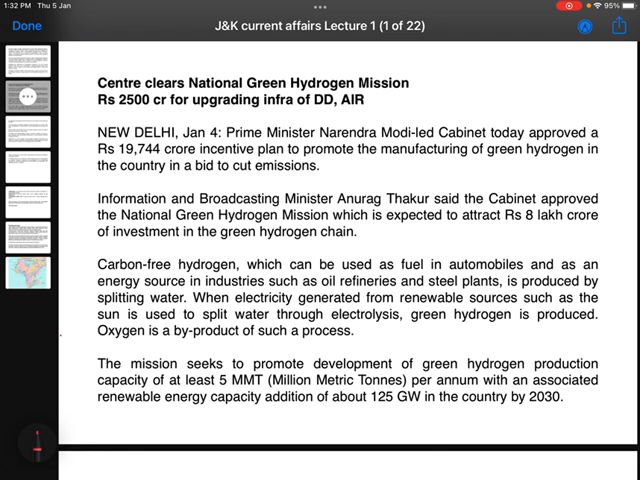 1:32 PM Thu 5 Jan
95%
Done
J&K current affairs Lecture 1 (1 of 22)
Centre clears National Green Hydrogen Mission
Rs 2500 cr for upgrading infra of DD, AIR
NEW DELHI, Jan 4: Prime Minister Narendra Modi-led Cabinet today approved a
Rs 19,744 crore incentive plan to promote the manufacturing of green hydrogen in
the country in a bid to cut emissions.
Information and Broadcasting Minister Anurag Thakur said the Cabinet approved
the National Green Hydrogen Mission which is expected to attract Rs 8 lakh crore
of investment in the green hydrogen chain.
Carbon-free hydrogen, which can be used as fuel in automobiles and as an
energy source in industries such as oil refineries and steel plants, is produced by
splitting water. When electricity generated from renewable sources such as the
sun is used to split water through electrolysis, green hydrogen is produced.
Oxygen is a by-product of such a process.
The mission seeks to promote development of green hydrogen production
capacity of at least 5 MMT (Million Metric Tonnes) per annum with an associated
renewable energy capacity addition of about 125 GW in the country by 2030.